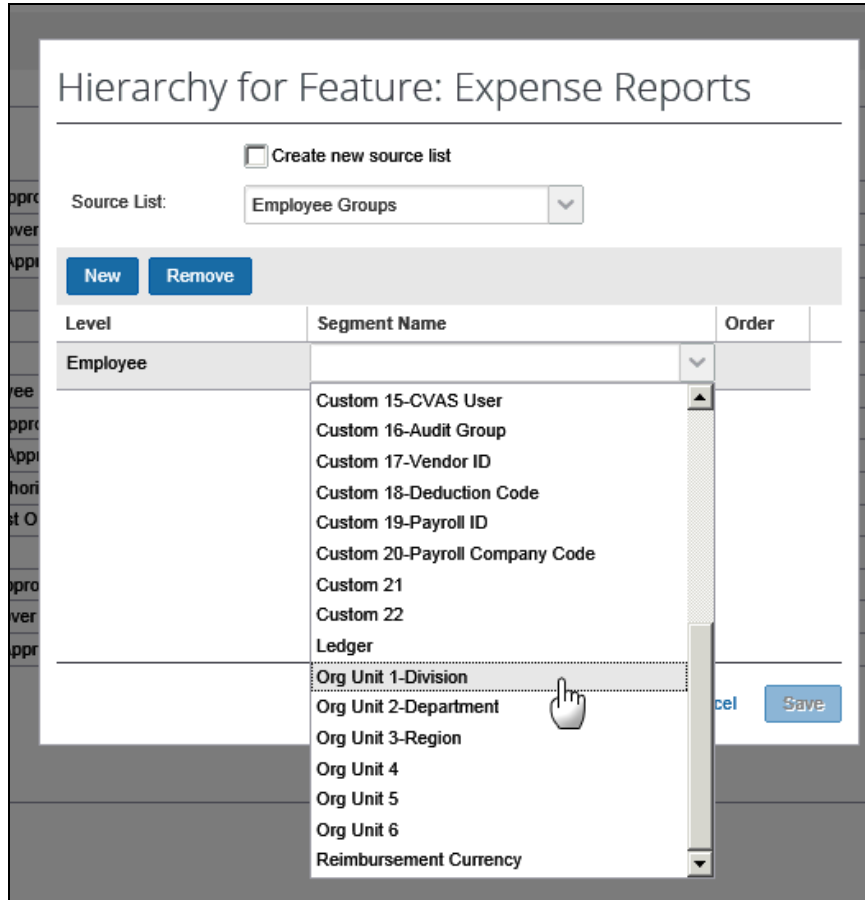 Hierarchy for Feature: Expense Reports
Create new source list
Source List:
Employee Groups
New
Remove
Level
Segment Name
Order
Employee
Custom 15-CVAS User
Custom 16-Audit Group
Custom 17-Vendor ID
Custom 18-Deduction Code
Custom 19-Payroll ID
Custom 20-Payroll Company Code
Custom 21
Custom 22
Ledger
Org Unit 1-Division
Org Unit 2-Department
Org Unit 3-Region
Org Unit 4
Org Unit 5
Org Unit 6
Reimbursement Currency
Save